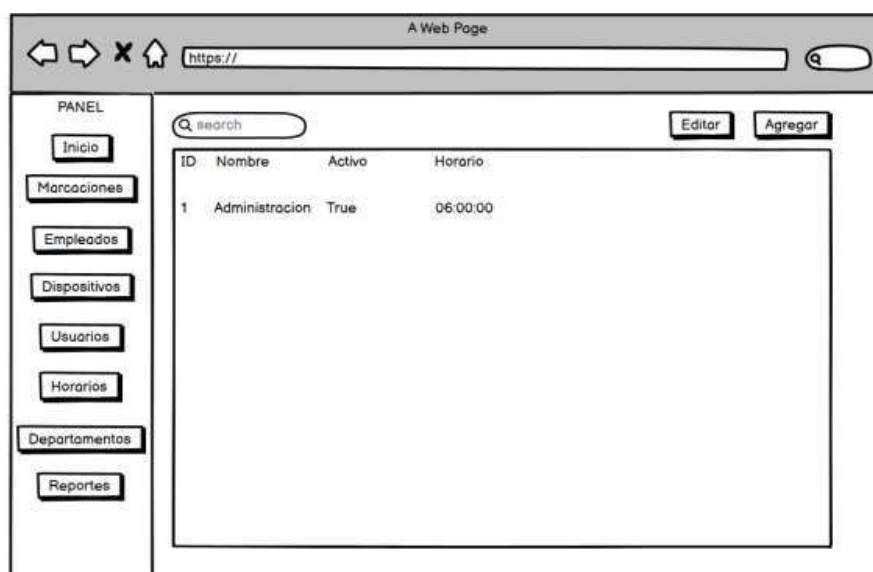 A Web Page
https://
PANEL
Inicio
Marcaciones
Empleados
Dispositivos
Usuarios
Horarios
Departamentos
Reportes
search
Editar
Agregar
ID Nombre Activo Horario
1 Administracion True 06:00:00